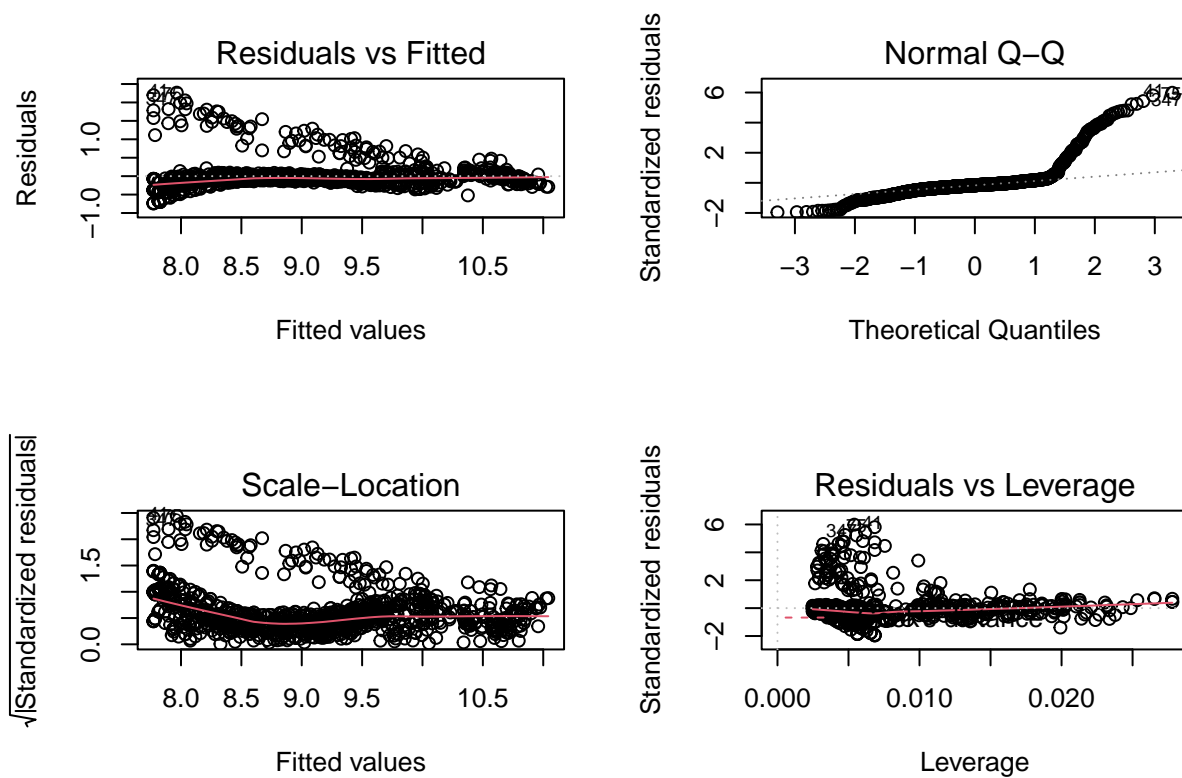 Residuals vs Fitted
Residuals
1.0
−1.0
8.0 8.5 9.0 9.5 10.5
Fitted values
Normal Q−Q
Standardized residuals
6
2
−2
−3 −2 −1 0 1 2 3
Theoretical Quantiles
Scale−Location
√|Standardized residuals|
1.5
0.0
8.0 8.5 9.0 9.5 10.5
Fitted values
Residuals vs Leverage
Standardized residuals
6
2
−2
0.000 0.010 0.020
Leverage